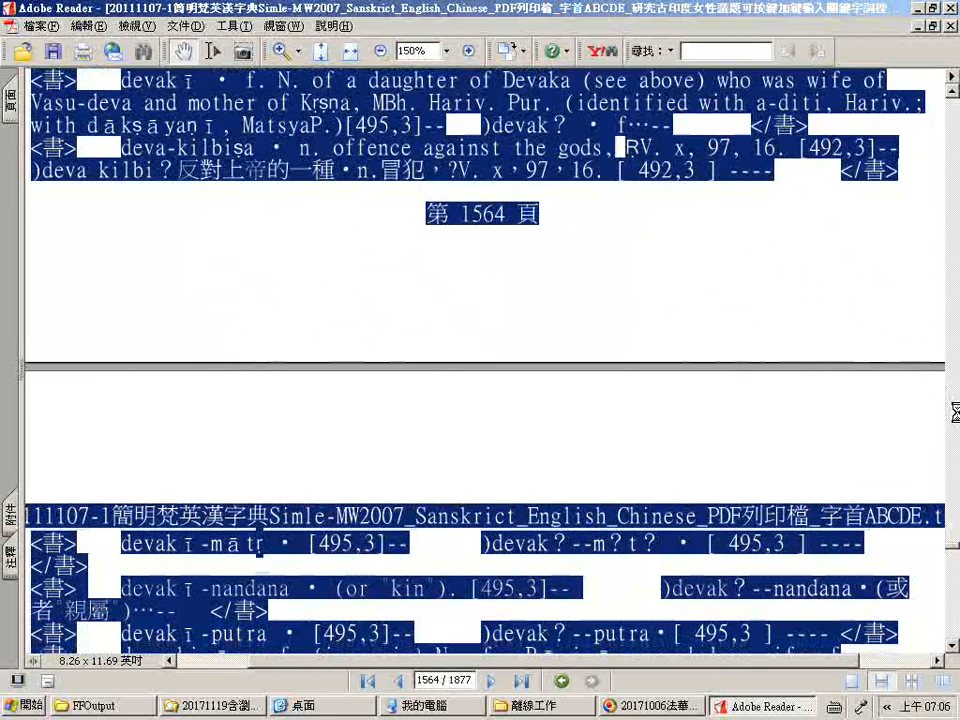 Adobe Reader - [20111107-1簡明梵英漢字典Simle-MW2007_Sanskrict_English_Chinese_PDF列印檔_字首ABCDE_研究古印度女性議題可按鍵加鍵輸入關鍵字詞搜
檔案(F) 編輯(E) 檢視(V) 文件(D) 工具(T) 視窗(W) 說明(H)
150% Y! 尋找:
頁面
<書> devakī • f. N. of a daughter of Devaka (see above) who was wife of
Vasu-deva and mother of Kṛṣṇa, MBh. Hariv. Pur. (identified with a-diti, Hariv.;
with dākṣāyaṇī, MatsyaP.)[495,3]-- )devak? • f…-- </書>
<書> deva-kilbiṣa • n. offence against the gods, ṚV. x, 97, 16. [492,3]--
)deva kilbi？反對上帝的一種•n.冒犯，?V. x，97，16. [ 492,3 ] ---- </書>
第 1564 頁
111107-1簡明梵英漢字典Simle-MW2007_Sanskrict_English_Chinese_PDF列印檔_字首ABCDE.t
<書> devakī-mātṛ • [495,3]-- )devak？--m？t？ • [ 495,3 ] ----
</書>
<書> devakī-nandana • (or °kin°). [495,3]-- )devak？--nandana•(或
者°親屬°)…-- </書>
<書> devakī-putra • [495,3]-- )devak？--putra•[ 495,3 ] ---- </書>
附件
注釋
8.26 x 11.69 英吋
1564 / 1877
開始 FFOutput 20171119含瀏... 桌面 我的電腦 離線工作 20171006法華... Adobe Reader - ... 上午 07:06